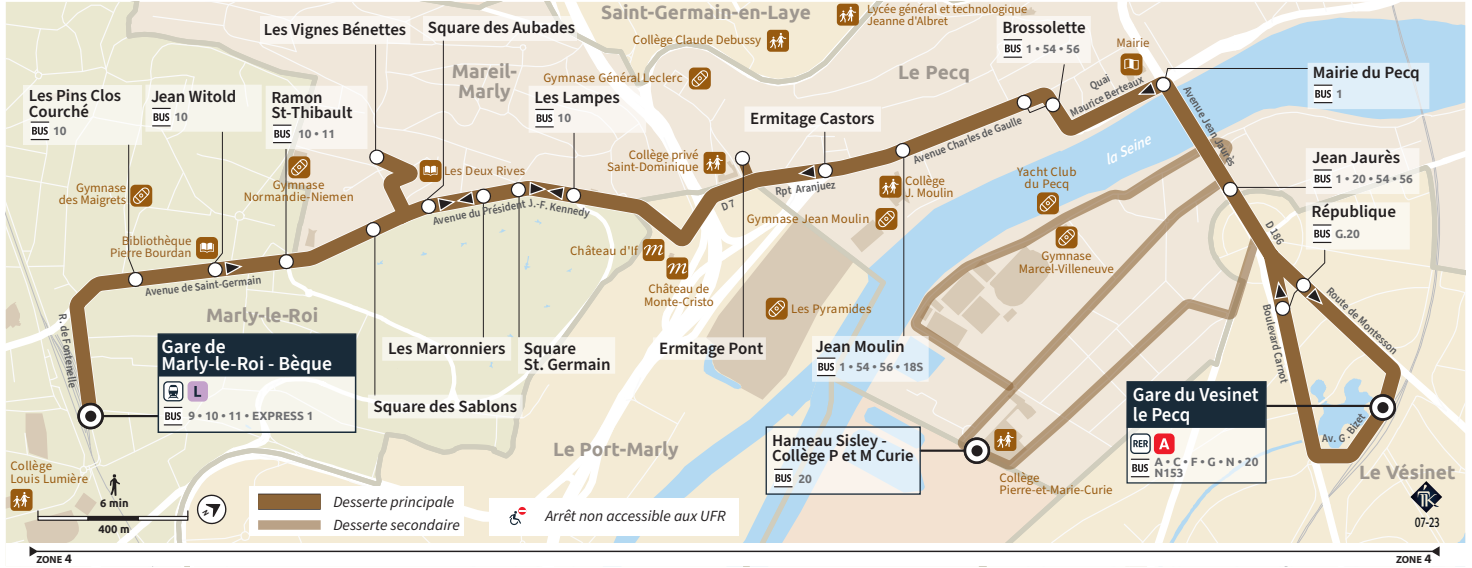 Saint-Germain-en-Laye
Lycée général et technologique
Jeanne d'Albret
Collège Claude Debussy
Les Vignes Bénettes
Square des Aubades
Brossolette
BUS 1 • 54 • 56
Mairie
Mareil-
Marly
Gymnase Général Leclerc
Le Pecq
Quai
Maurice Berteaux
Mairie du Pecq
BUS 1
Les Pins Clos
Courché
BUS 10
Jean Witold
BUS 10
Ramon
St-Thibault
BUS 10 • 11
Les Lampes
BUS 10
Ermitage Castors
Avenue Charles de Gaulle
Avenue Jean Jaurès
la Seine
Jean Jaurès
BUS 1 • 20 • 54 • 56
Collège privé
Saint-Dominique
Les Deux Rives
Gymnase
des Maigrets
Gymnase
Normandie-Niemen
Avenue du Président J.-F. Kennedy
D 7
Rpt Aranjuez
Collège
J. Moulin
Yacht Club
du Pecq
Gymnase Jean Moulin
République
BUS G.20
D 186
Bibliothèque
Pierre Bourdan
Château d'If
Château de
Monte-Cristo
Gymnase
Marcel-Villeneuve
Avenue de Saint-Germain
Les Pyramides
Marly-le-Roi
R. de Fontenelle
Route de Montesson
Boulevard Carnot
Gare de
Marly-le-Roi - Bèque
L
BUS 9 • 10 • 11 • EXPRESS 1
Les Marronniers
Square
St. Germain
Ermitage Pont
Jean Moulin
BUS 1 • 54 • 56 • 18S
Square des Sablons
Gare du Vesinet
le Pecq
RER A
BUS A • C • F • G • N • 20
N153
Av. G. Bizet
Le Port-Marly
Hameau Sisley -
Collège P et M Curie
BUS 20
Collège
Pierre-et-Marie-Curie
Le Vésinet
Collège
Louis Lumière
6 min
400 m
Desserte principale
Desserte secondaire
Arrêt non accessible aux UFR
07-23
ZONE 4
ZONE 4